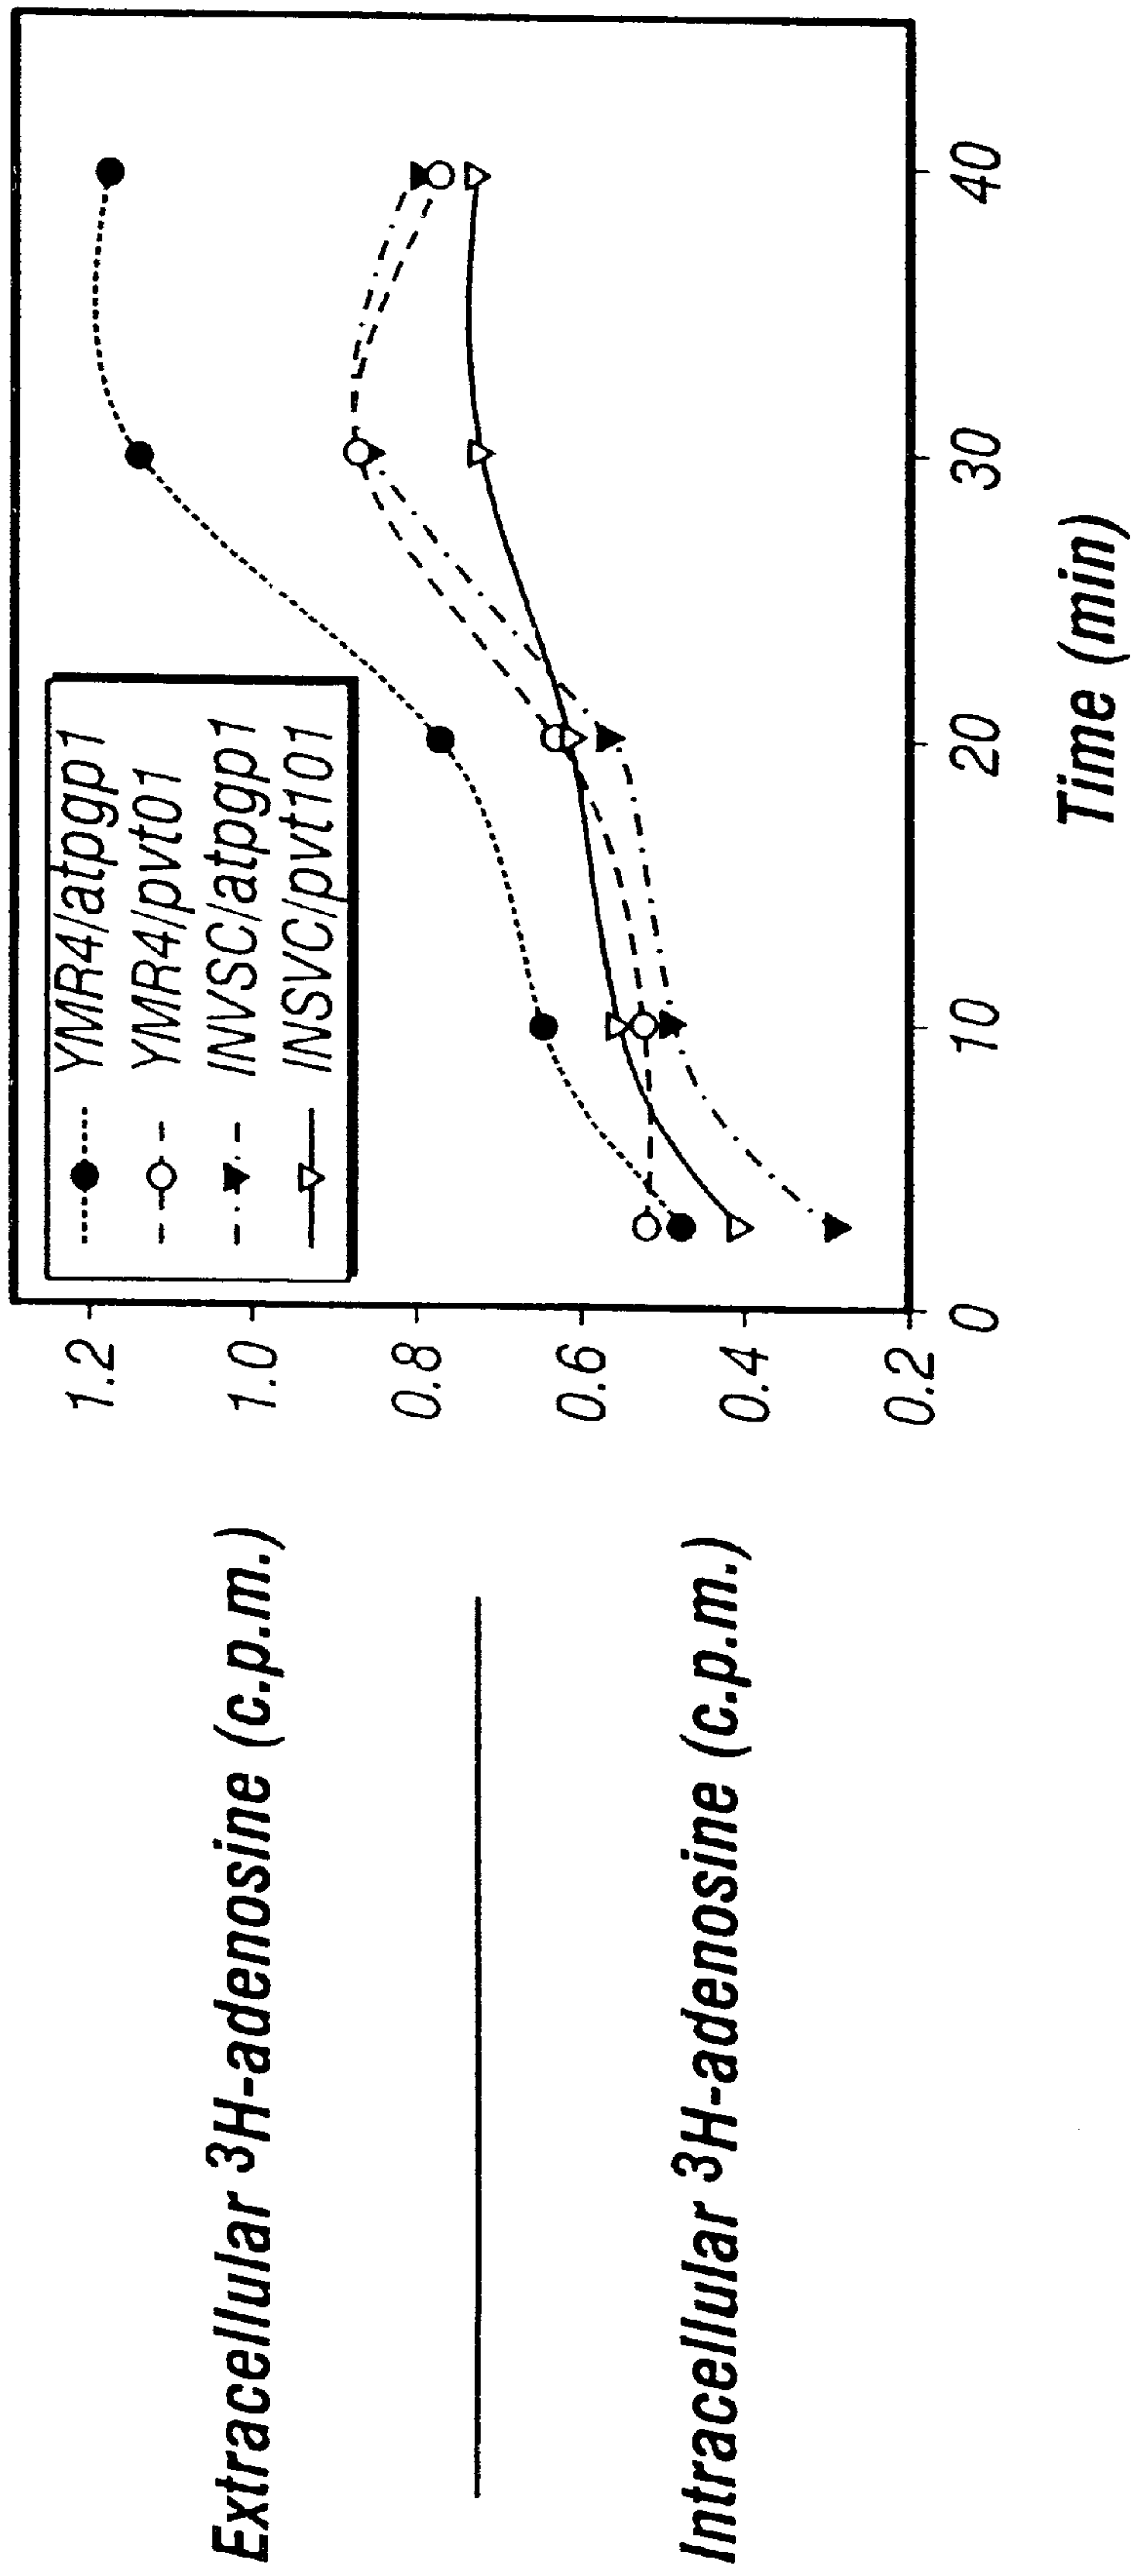 Extracellular ³H-adenosine (c.p.m.)
Intracellular ³H-adenosine (c.p.m.)
1.2
1.0
0.8
0.6
0.4
0.2
YMR4/atpgp1
YMR4/pvt01
INVSC/atpgp1
INSVC/pvt101
0 10 20 30 40
Time (min)